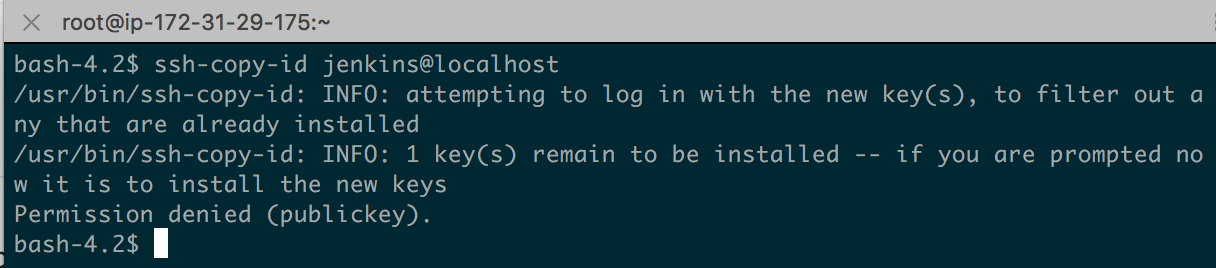 root@ip-172-31-29-175:~
bash-4.2$ ssh-copy-id jenkins@localhost
/usr/bin/ssh-copy-id: INFO: attempting to log in with the new key(s), to filter out a
ny that are already installed
/usr/bin/ssh-copy-id: INFO: 1 key(s) remain to be installed -- if you are prompted no
w it is to install the new keys
Permission denied (publickey).
bash-4.2$